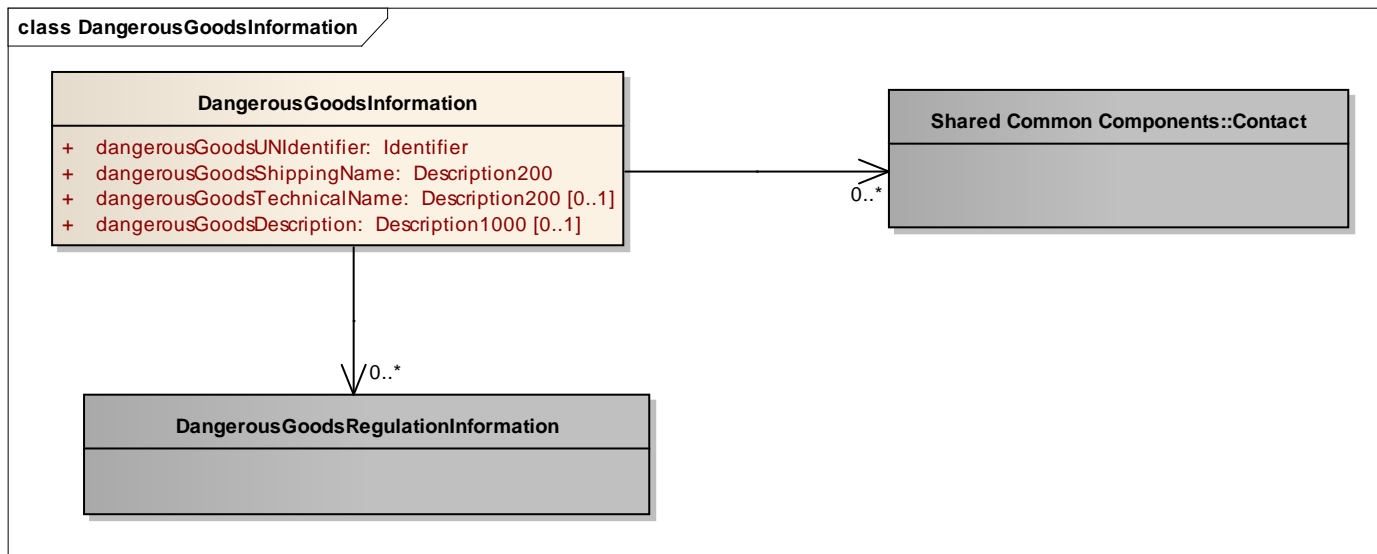 class DangerousGoodsInformation
DangerousGoodsInformation
+ dangerousGoodsUNIdentifier: Identifier
+ dangerousGoodsShippingName: Description200
+ dangerousGoodsTechnicalName: Description200 [0..1]
+ dangerousGoodsDescription: Description1000 [0..1]
Shared Common Components::Contact
0..*
0..*
DangerousGoodsRegulationInformation